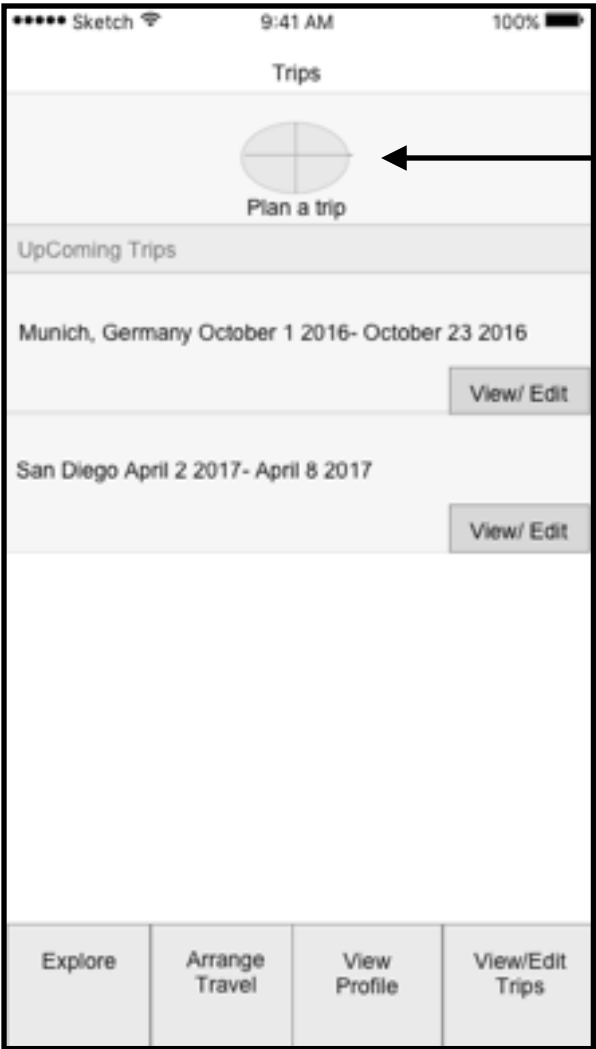 Sketch 9:41 AM 100%
Trips
Plan a trip
UpComing Trips
Munich, Germany October 1 2016- October 23 2016
View/ Edit
San Diego April 2 2017- April 8 2017
View/ Edit
Explore
Arrange
Travel
View
Profile
View/Edit
Trips